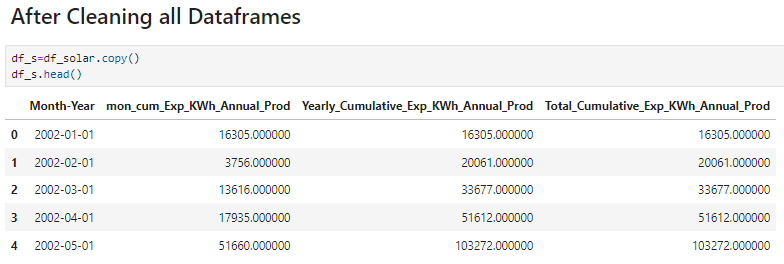 After Cleaning all Dataframes
df_s=df_solar.copy()
df_s.head()
Month-Year mon_cum_Exp_KWh_Annual_Prod Yearly_Cumulative_Exp_KWh_Annual_Prod Total_Cumulative_Exp_KWh_Annual_Prod
0 2002-01-01 16305.000000 16305.000000 16305.000000
1 2002-02-01 3756.000000 20061.000000 20061.000000
2 2002-03-01 13616.000000 33677.000000 33677.000000
3 2002-04-01 17935.000000 51612.000000 51612.000000
4 2002-05-01 51660.000000 103272.000000 103272.000000